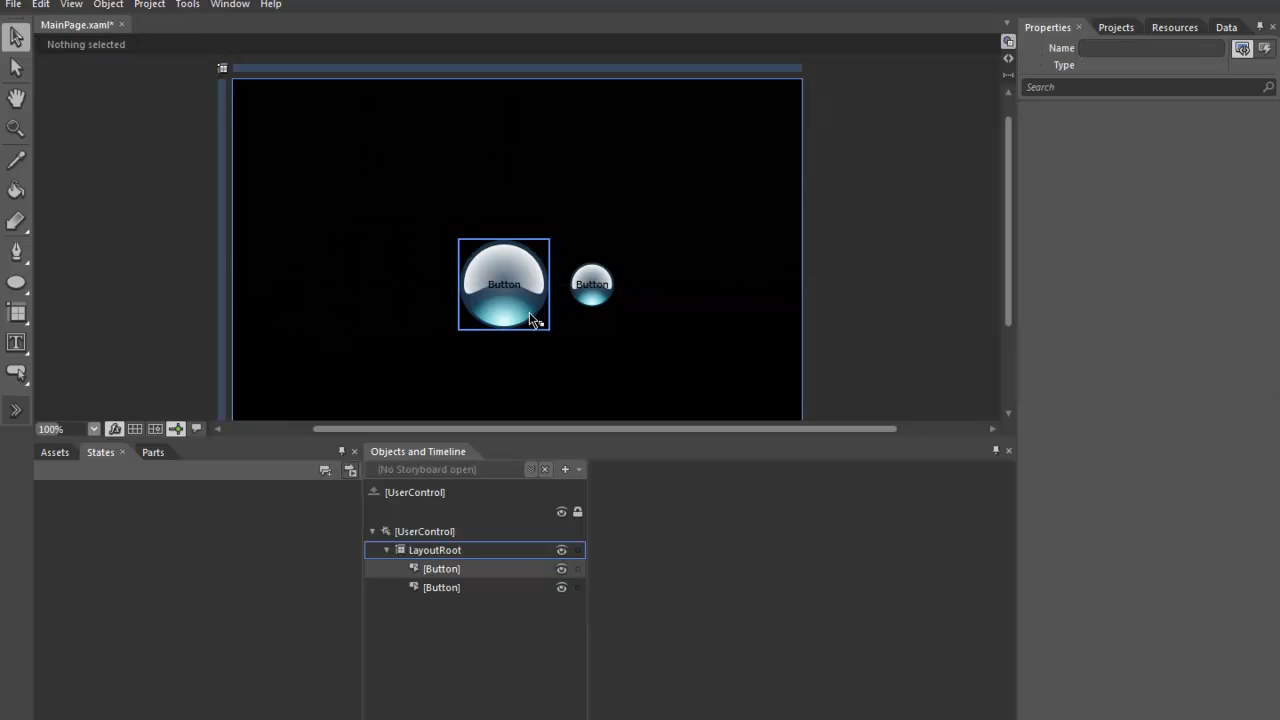 File Edit View Object Project Tools Window Help
MainPage.xaml* ×
Properties × Projects Resources Data
Nothing selected
Name
Type
Search
Button Button
100%
Assets States × Parts
Objects and Timeline
(No Storyboard open)
[UserControl]
[UserControl]
LayoutRoot
[Button]
[Button]